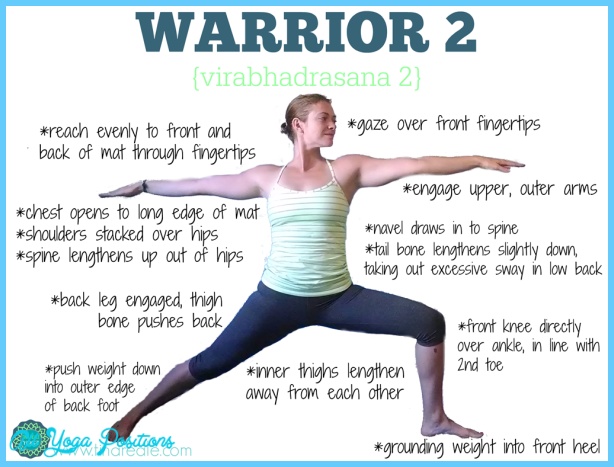 WARRIOR 2
{virabhadrasana 2}
*reach evenly to front and
back of mat through fingertips
*gaze over front fingertips
*engage upper, outer arms
*chest opens to long edge of mat
*shoulders stacked over hips
*spine lengthens up out of hips
*navel draws in to spine
*tail bone lengthens slightly down,
taking out excessive sway in low back
*back leg engaged, thigh
bone pushes back
*front knee directly
over ankle, in line with
2nd toe
*push weight down
into outer edge
of back foot
*inner thighs lengthen
away from each other
*grounding weight into front heel
Yoga Positions